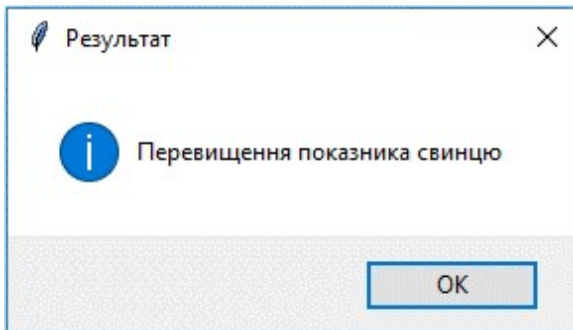 Результат
Перевищення показника свинцю
OK